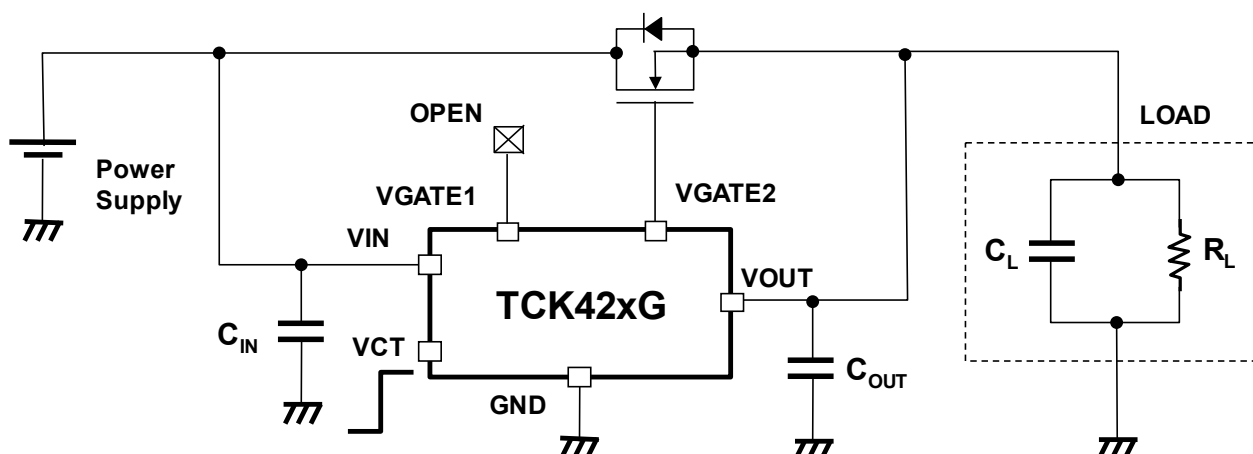 OPEN
LOAD
Power
Supply
VGATE1
VGATE2
VIN
VOUT
C_L
R_L
TCK42xG
C_IN
VCT
C_OUT
GND